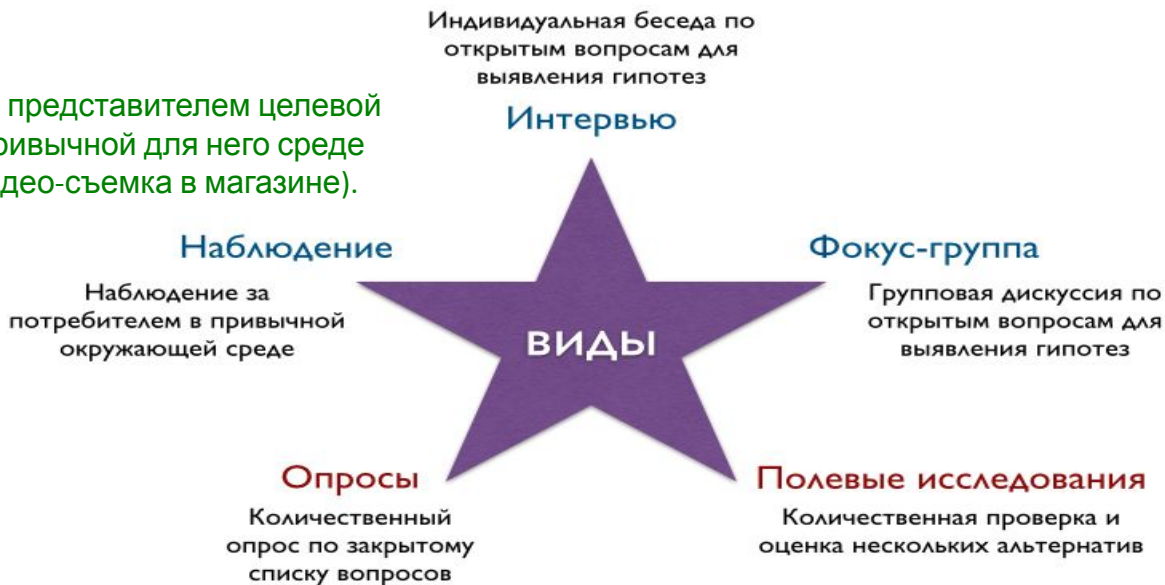 Индивидуальная беседа по
открытым вопросам для
выявления гипотез
Интервью
представителем целевой
ривычной для него среде
део-съемка в магазине).
Наблюдение
Наблюдение за
потребителем в привычной
окружающей среде
Фокус-группа
Групповая дискуссия по
открытым вопросам для
выявления гипотез
ВИДЫ
Опросы
Количественный
опрос по закрытому
списку вопросов
Полевые исследования
Количественная проверка и
оценка нескольких альтернатив